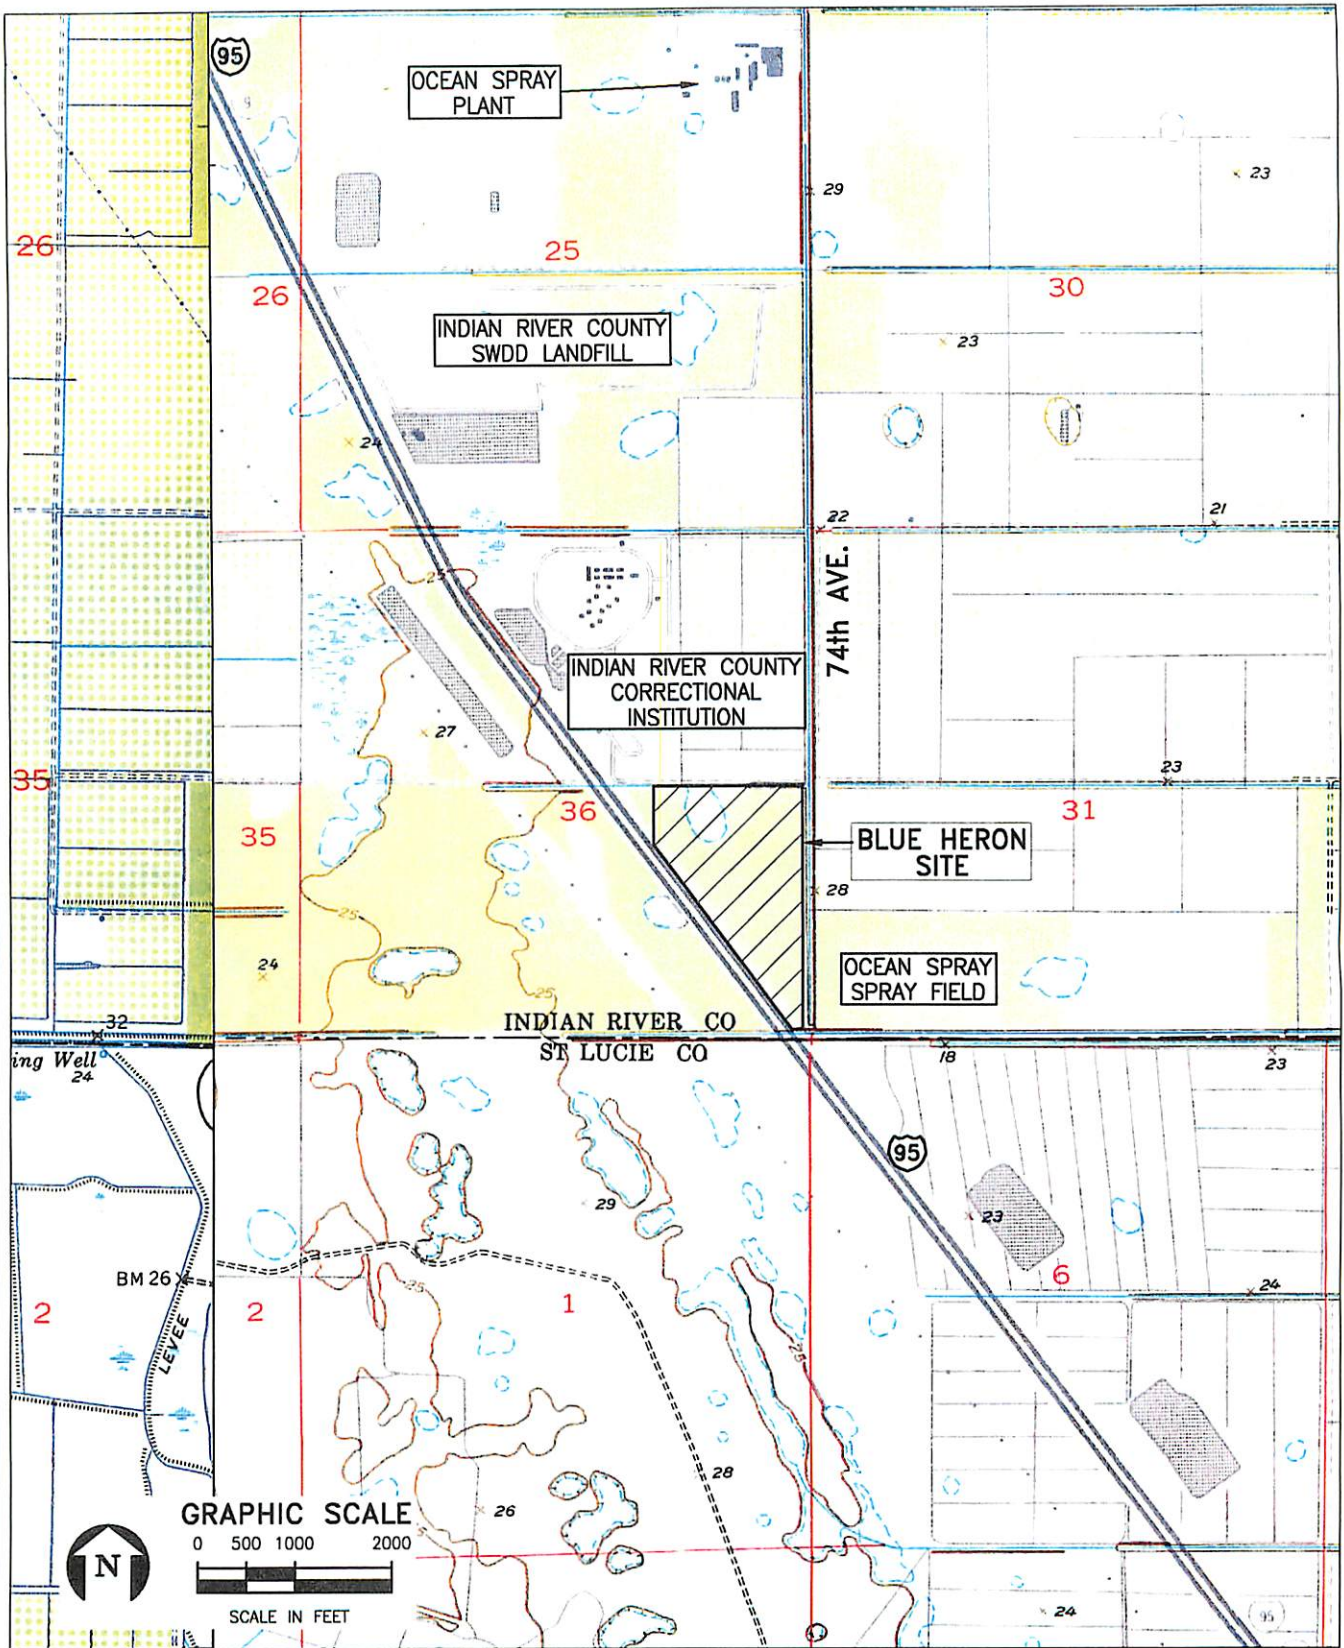 95
OCEAN SPRAY
PLANT
9
23
29
26
25
26
30
INDIAN RIVER COUNTY
SWDD LANDFILL
23
24
22
21
74th AVE.
25
INDIAN RIVER COUNTY
CORRECTIONAL
INSTITUTION
27
23
35
36
31
35
BLUE HERON
SITE
28
25
24
OCEAN SPRAY
SPRAY FIELD
25
32
INDIAN RIVER CO
ST LUCIE CO
ing Well
24
18
23
95
29
23
BM 26
25
6
24
2
2
1
LEVEE
25
28
26
GRAPHIC SCALE
0 500 1000 2000
N
SCALE IN FEET
24
95